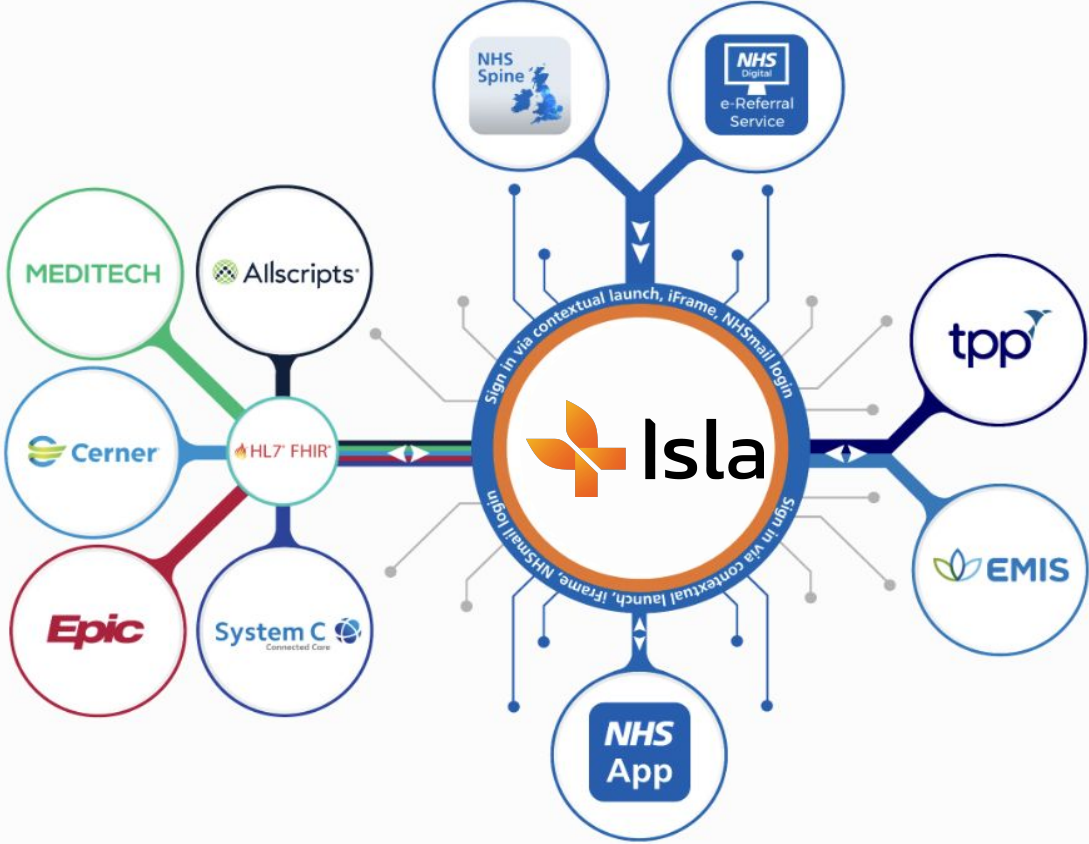 NHS
Spine
NHS
Digital
e-Referral
Service
MEDITECH
Allscripts®
Cerner
HL7® FHIR®
Epic
System C
Connected Care
Sign in via contextual launch, iFrame, NHSmail login
Isla
Sign in via contextual launch, iFrame, NHSmail login
tpp
EMIS
NHS
App